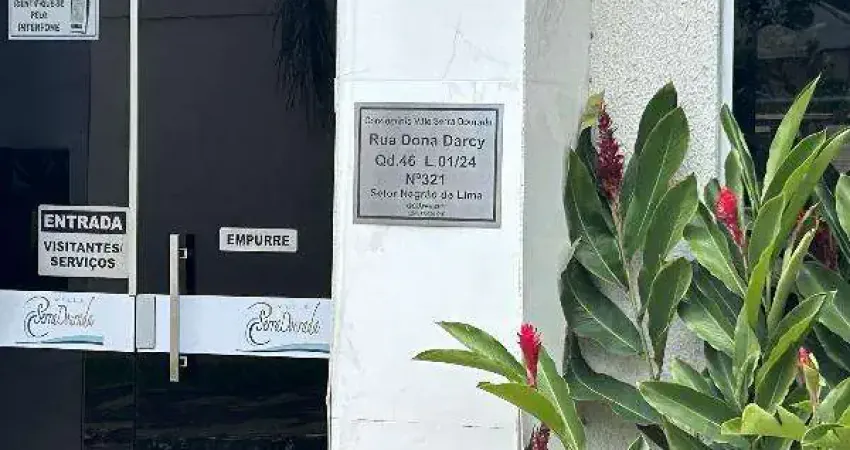 IDENTIFIQUE-SE
PELO
INTERFONE
ENTRADA
VISITANTES/
SERVIÇOS
EMPURRE
Serra Dourada
Serra Dourada
Condomínio Villa Serra Dourada
Rua Dona Darcy
Qd.46 L.01/24
Nº321
Setor Negrão de Lima